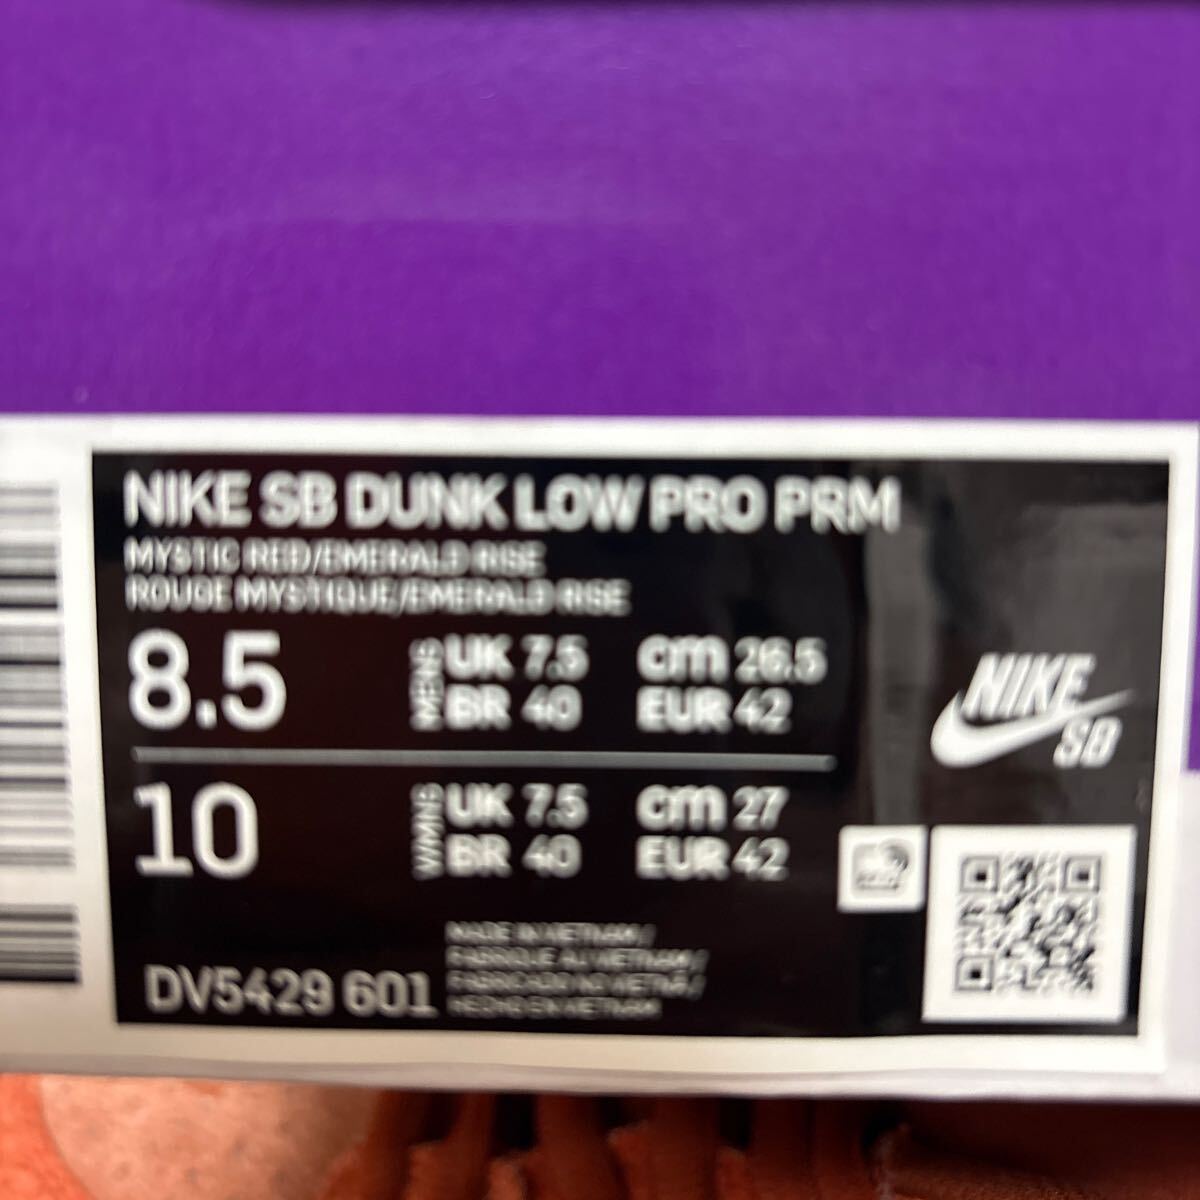 NIKE SB DUNK LOW PRO PRM
MYSTIC RED/EMERALD RISE
ROUGE MYSTIQUE/EMERALD RISE
8.5
MENS
UK 7.5 cm 26.5
BR 40 EUR 42
10
WMNS
UK 7.5 cm 27
BR 40 EUR 42
NIKE
SB
DV5429 601
MADE IN VIETNAM/
FABRIQUE AU VIETNAM/
FABRICADO NO VIETNÃ/
HECHO EN VIETNAM